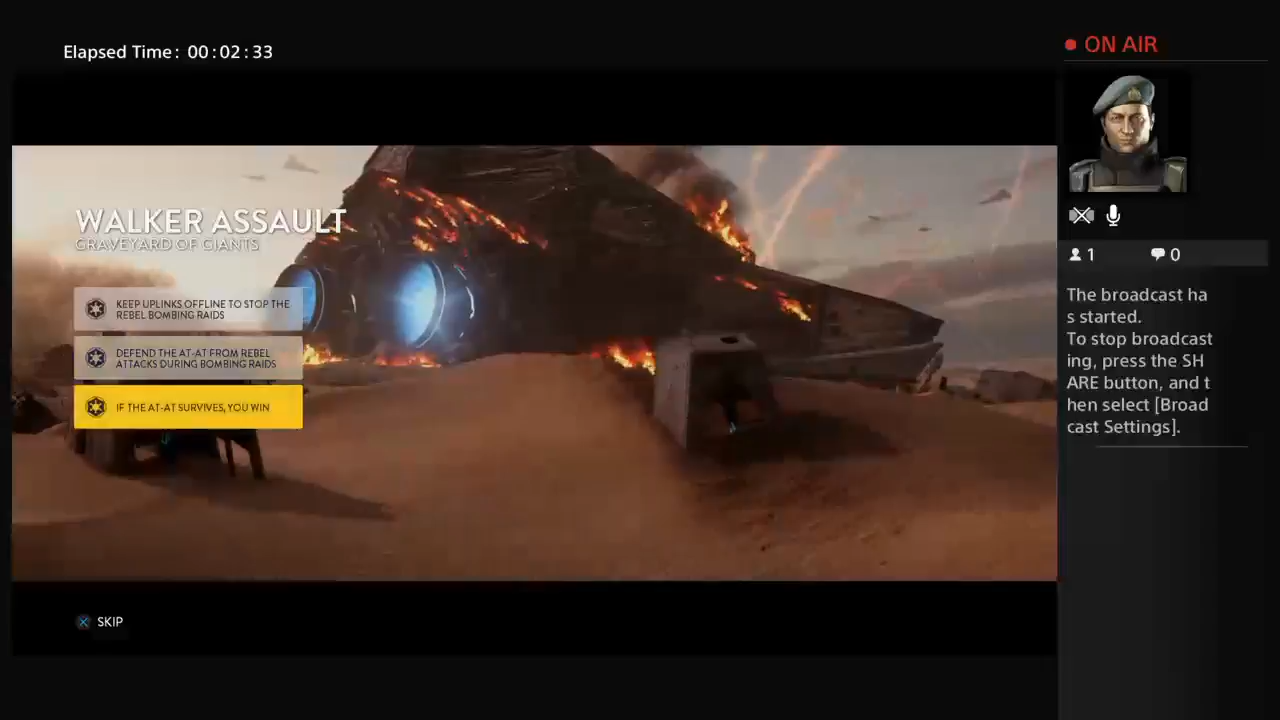 Elapsed Time: 00:02:33
ON AIR
WALKER ASSAULT
GRAVEYARD OF GIANTS
KEEP UPLINKS OFFLINE TO STOP THE
REBEL BOMBING RAIDS
DEFEND THE AT-AT FROM REBEL
ATTACKS DURING BOMBING RAIDS
IF THE AT-AT SURVIVES, YOU WIN
SKIP
1
0
The broadcast ha
s started.
To stop broadcast
ing, press the SH
ARE button, and t
hen select [Broad
cast Settings].